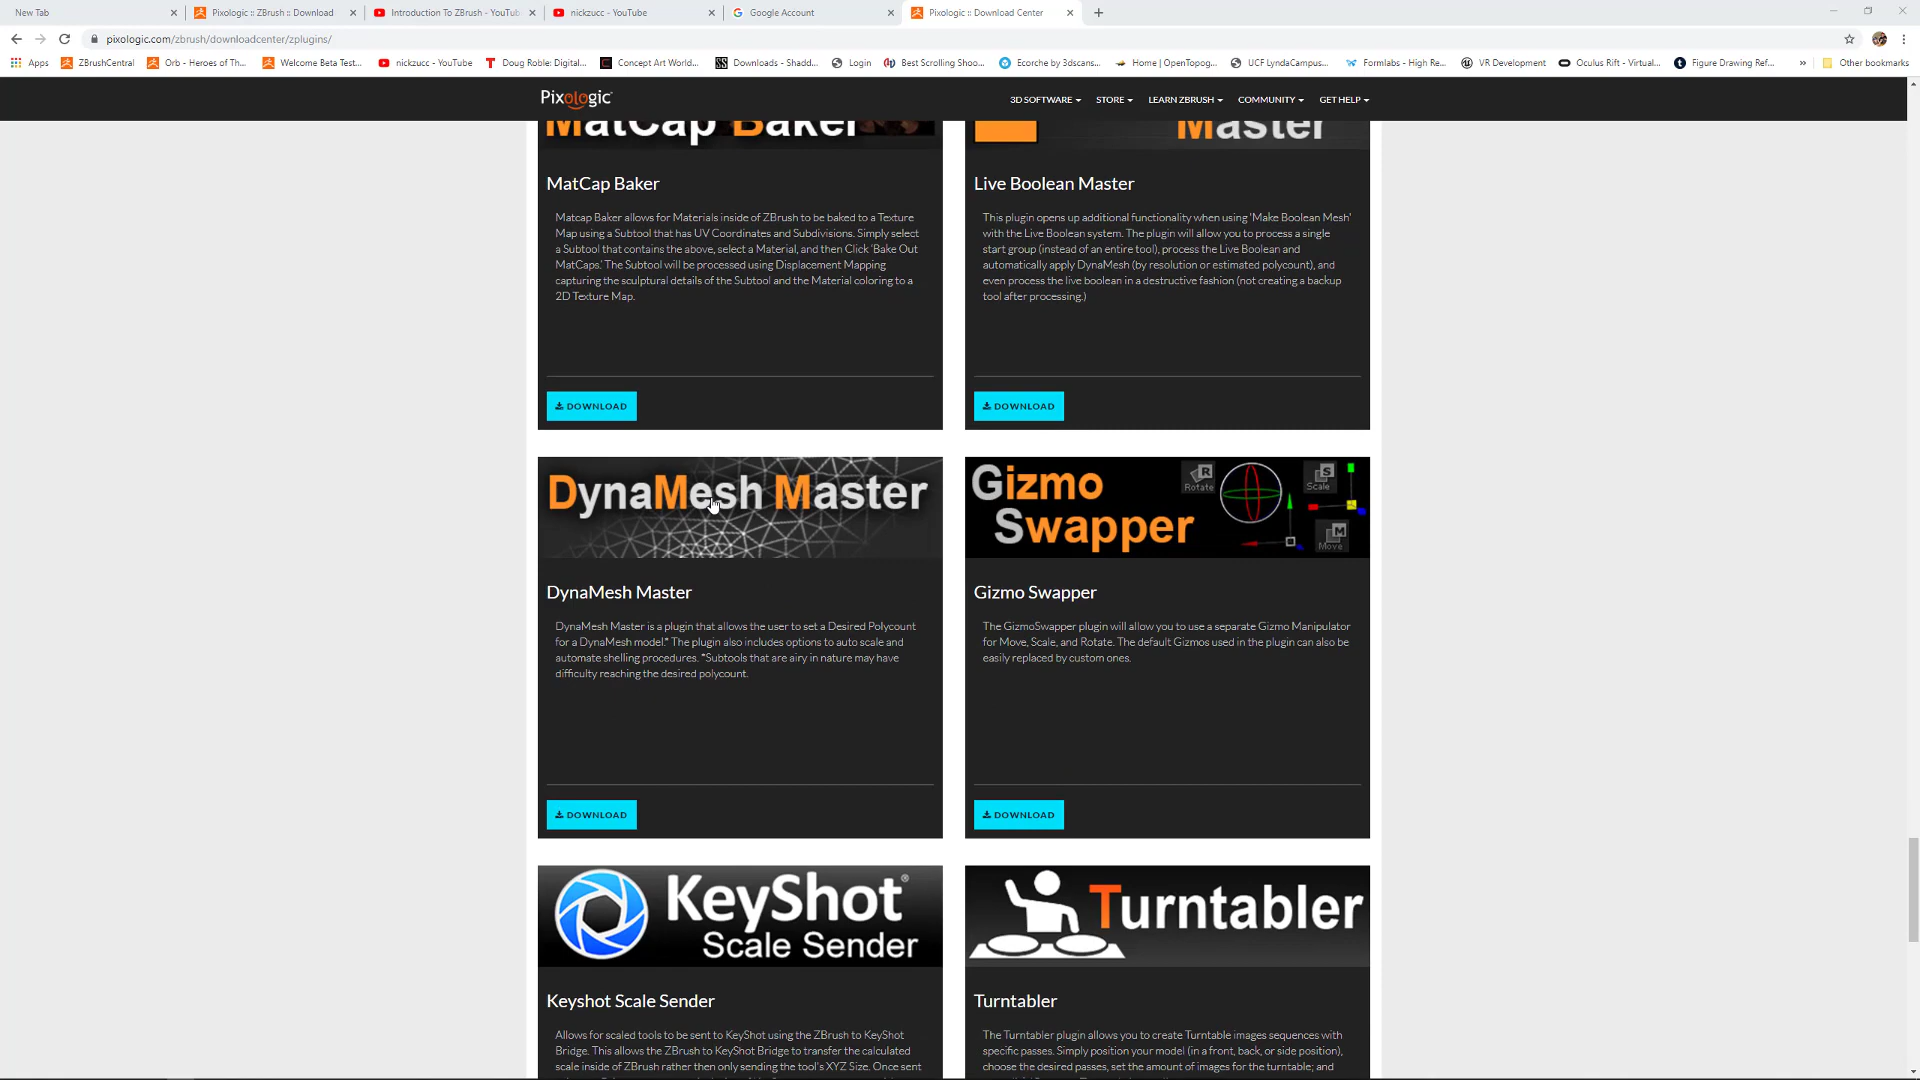 New Tab
Pixologic :: ZBrush :: Download
Introduction To ZBrush - YouTub
nickzucc - YouTube
Google Account
Pixologic :: Download Center
pixologic.com/zbrush/downloadcenter/zplugins/
Apps
ZBrushCentral
Orb - Heroes of Th...
Welcome Beta Test...
nickzucc - YouTube
Doug Roble: Digital...
Concept Art World...
Downloads - Shadd...
Login
Best Scrolling Shoo...
Ecorche by 3dscans...
Home | OpenTopog...
UCF LyndaCampus...
Formlabs - High Re...
VR Development
Oculus Rift - Virtual...
Figure Drawing Ref...
»
Other bookmarks
Pixologic
3D SOFTWARE
STORE
LEARN ZBRUSH
COMMUNITY
GET HELP
MatCap Baker
Master
MatCap Baker
Matcap Baker allows for Materials inside of ZBrush to be baked to a Texture
Map using a Subtool that has UV Coordinates and Subdivisions. Simply select
a Subtool that contains the above, select a Material, and then Click 'Bake Out
MatCaps.' The Subtool will be processed using Displacement Mapping
capturing the sculptural details of the Subtool and the Material coloring to a
2D Texture Map.
DOWNLOAD
Live Boolean Master
This plugin opens up additional functionality when using 'Make Boolean Mesh'
with the Live Boolean system. The plugin will allow you to process a single
start group (instead of an entire tool), process the Live Boolean and
automatically apply DynaMesh (by resolution or estimated polycount), and
even process the live boolean in a destructive fashion (not creating a backup
tool after processing.)
DOWNLOAD
DynaMesh Master
DynaMesh Master
DynaMesh Master is a plugin that allows the user to set a Desired Polycount
for a DynaMesh model.* The plugin also includes options to auto scale and
automate shelling procedures. *Subtools that are airy in nature may have
difficulty reaching the desired polycount.
DOWNLOAD
Gizmo
Swapper
R
Rotate
S
Scale
M
Move
Gizmo Swapper
The GizmoSwapper plugin will allow you to use a separate Gizmo Manipulator
for Move, Scale, and Rotate. The default Gizmos used in the plugin can also be
easily replaced by custom ones.
DOWNLOAD
KeyShot®
Scale Sender
Keyshot Scale Sender
Allows for scaled tools to be sent to KeyShot using the ZBrush to KeyShot
Bridge. This allows the ZBrush to KeyShot Bridge to transfer the calculated
scale inside of ZBrush rather then only sending the tool's XYZ Size. Once sent
Turntabler
Turntabler
The Turntabler plugin allows you to create Turntable images sequences with
specific passes. Simply position your model (in a front, back, or side position),
choose the desired passes, set the amount of images for the turntable; and